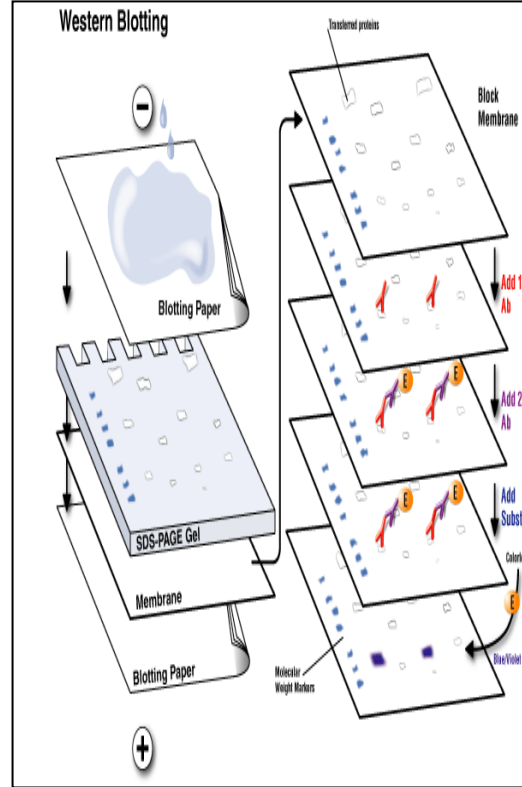 Western Blotting
−
Blotting Paper
SDS-PAGE Gel
Membrane
Blotting Paper
+
Transferred proteins
Block
Membrane
Add 1
Ab
E
E
Add 2
Ab
E
E
Add
Subst
Colori
E
Blue/Violet
Molecular
Weight Markers